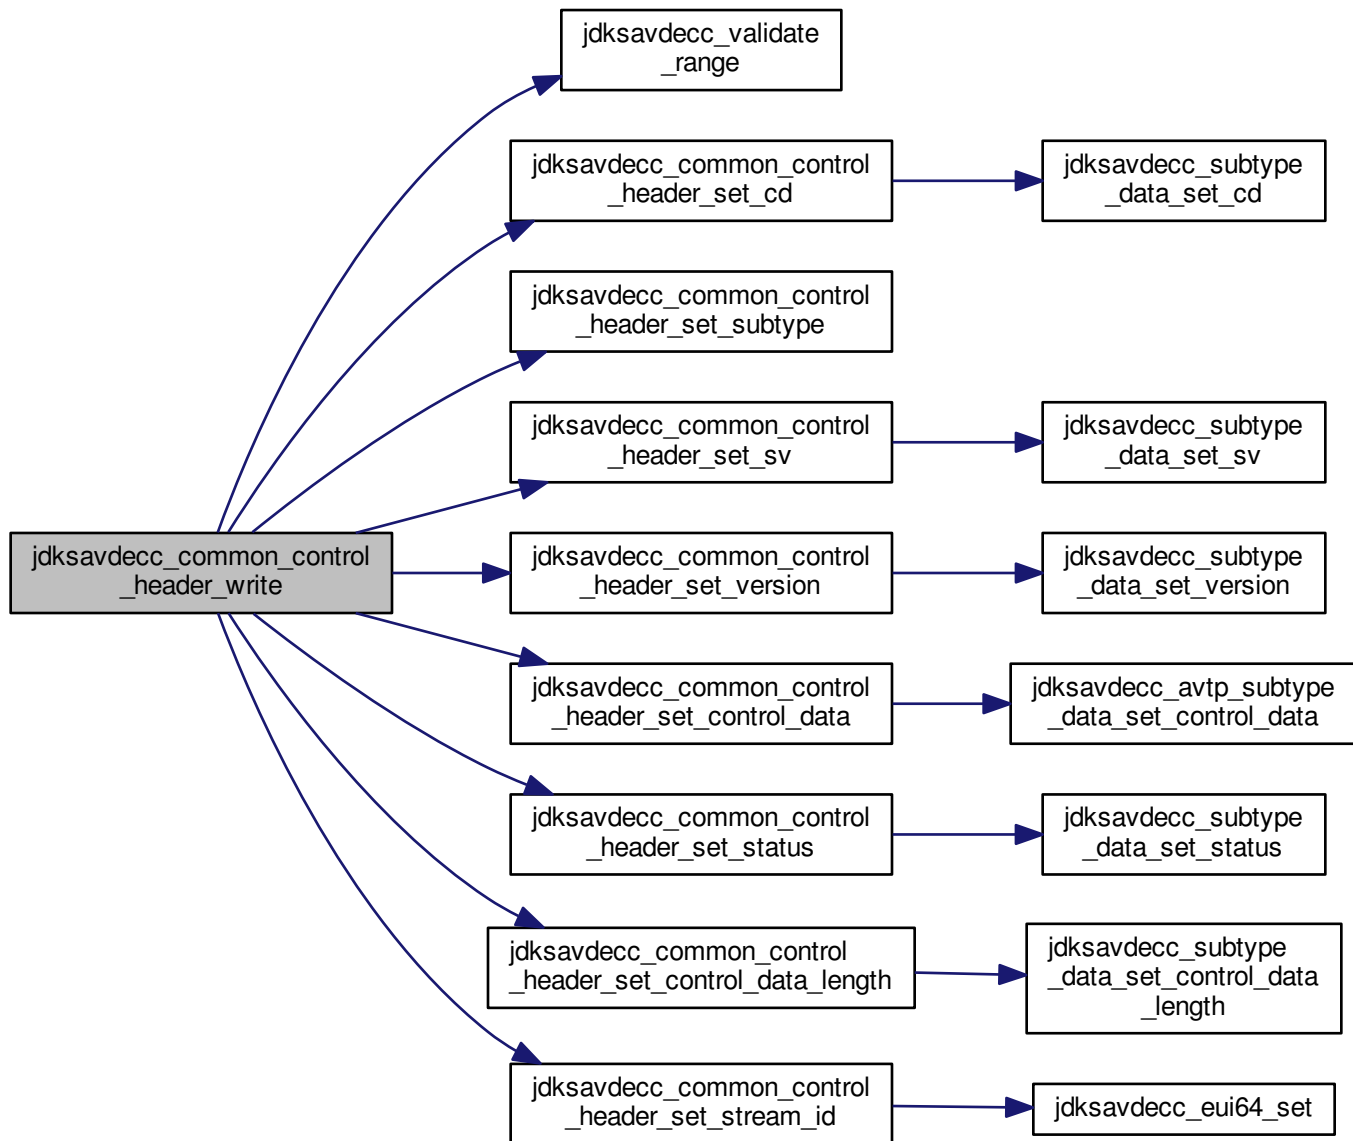 jdksavdecc_validate
_range
jdksavdecc_common_control
_header_set_cd
jdksavdecc_subtype
_data_set_cd
jdksavdecc_common_control
_header_set_subtype
jdksavdecc_common_control
_header_set_sv
jdksavdecc_subtype
_data_set_sv
jdksavdecc_common_control
_header_write
jdksavdecc_common_control
_header_set_version
jdksavdecc_subtype
_data_set_version
jdksavdecc_common_control
_header_set_control_data
jdksavdecc_avtp_subtype
_data_set_control_data
jdksavdecc_common_control
_header_set_status
jdksavdecc_subtype
_data_set_status
jdksavdecc_common_control
_header_set_control_data_length
jdksavdecc_subtype
_data_set_control_data
_length
jdksavdecc_common_control
_header_set_stream_id
jdksavdecc_eui64_set